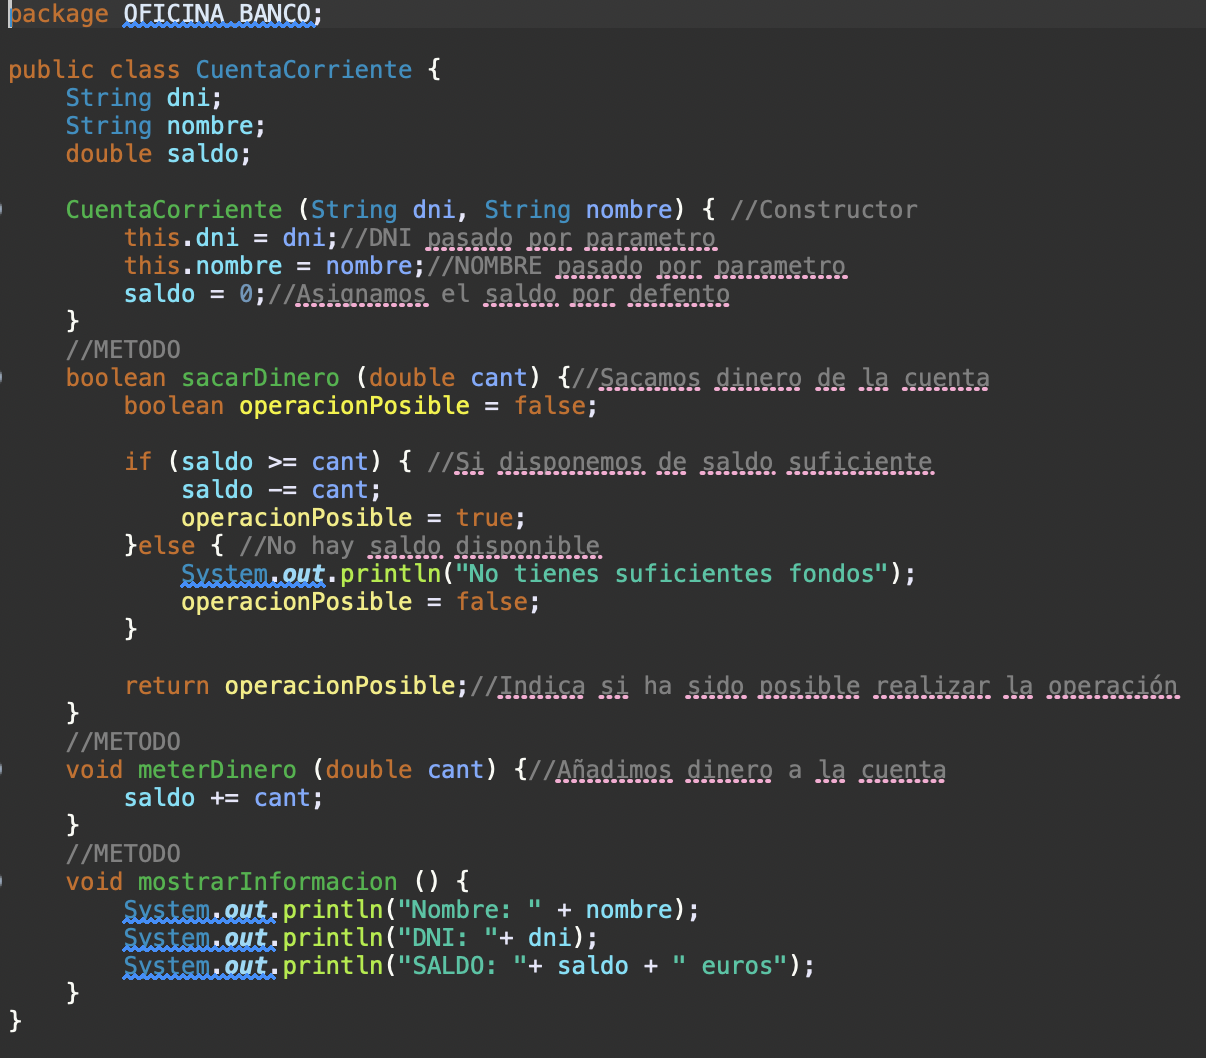 package OFICINA_BANCO;
public class CuentaCorriente {
String dni;
String nombre;
double saldo;
CuentaCorriente (String dni, String nombre) { //Constructor
this.dni = dni;//DNI pasado por parametro
this.nombre = nombre;//NOMBRE pasado por parametro
saldo = 0;//Asignamos el saldo por defento
}
//METODO
boolean sacarDinero (double cant) {//Sacamos dinero de la cuenta
boolean operacionPosible = false;
if (saldo >= cant) { //Si disponemos de saldo suficiente
saldo -= cant;
operacionPosible = true;
}else { //No hay saldo disponible
System.out.println("No tienes suficientes fondos");
operacionPosible = false;
}
return operacionPosible;//Indica si ha sido posible realizar la operación
}
//METODO
void meterDinero (double cant) {//Añadimos dinero a la cuenta
saldo += cant;
}
//METODO
void mostrarInformacion () {
System.out.println("Nombre: " + nombre);
System.out.println("DNI: "+ dni);
System.out.println("SALDO: "+ saldo + " euros");
}
}